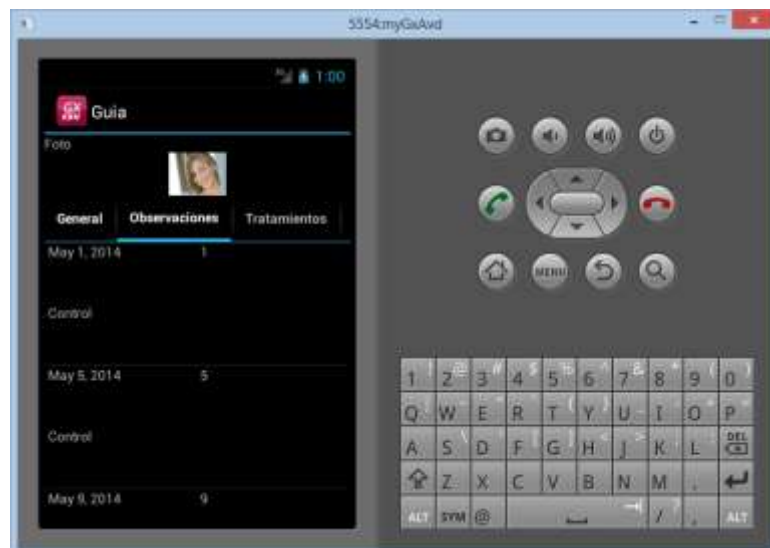 5554:myGxAvd
1:00
GX
Guia
Foto
General Observaciones Tratamientos
May 1, 2014 1
Control
May 5, 2014 5
Control
May 9, 2014 9
MENU
1 2 @ 3 # 4 $ 5 % 6 ^ 7 & 8 * 9 ( 0 )
Q W E R T Y U I O P
A S D F G H J K L DEL
Z X C V B N M .
ALT SYM @ / ? , ALT